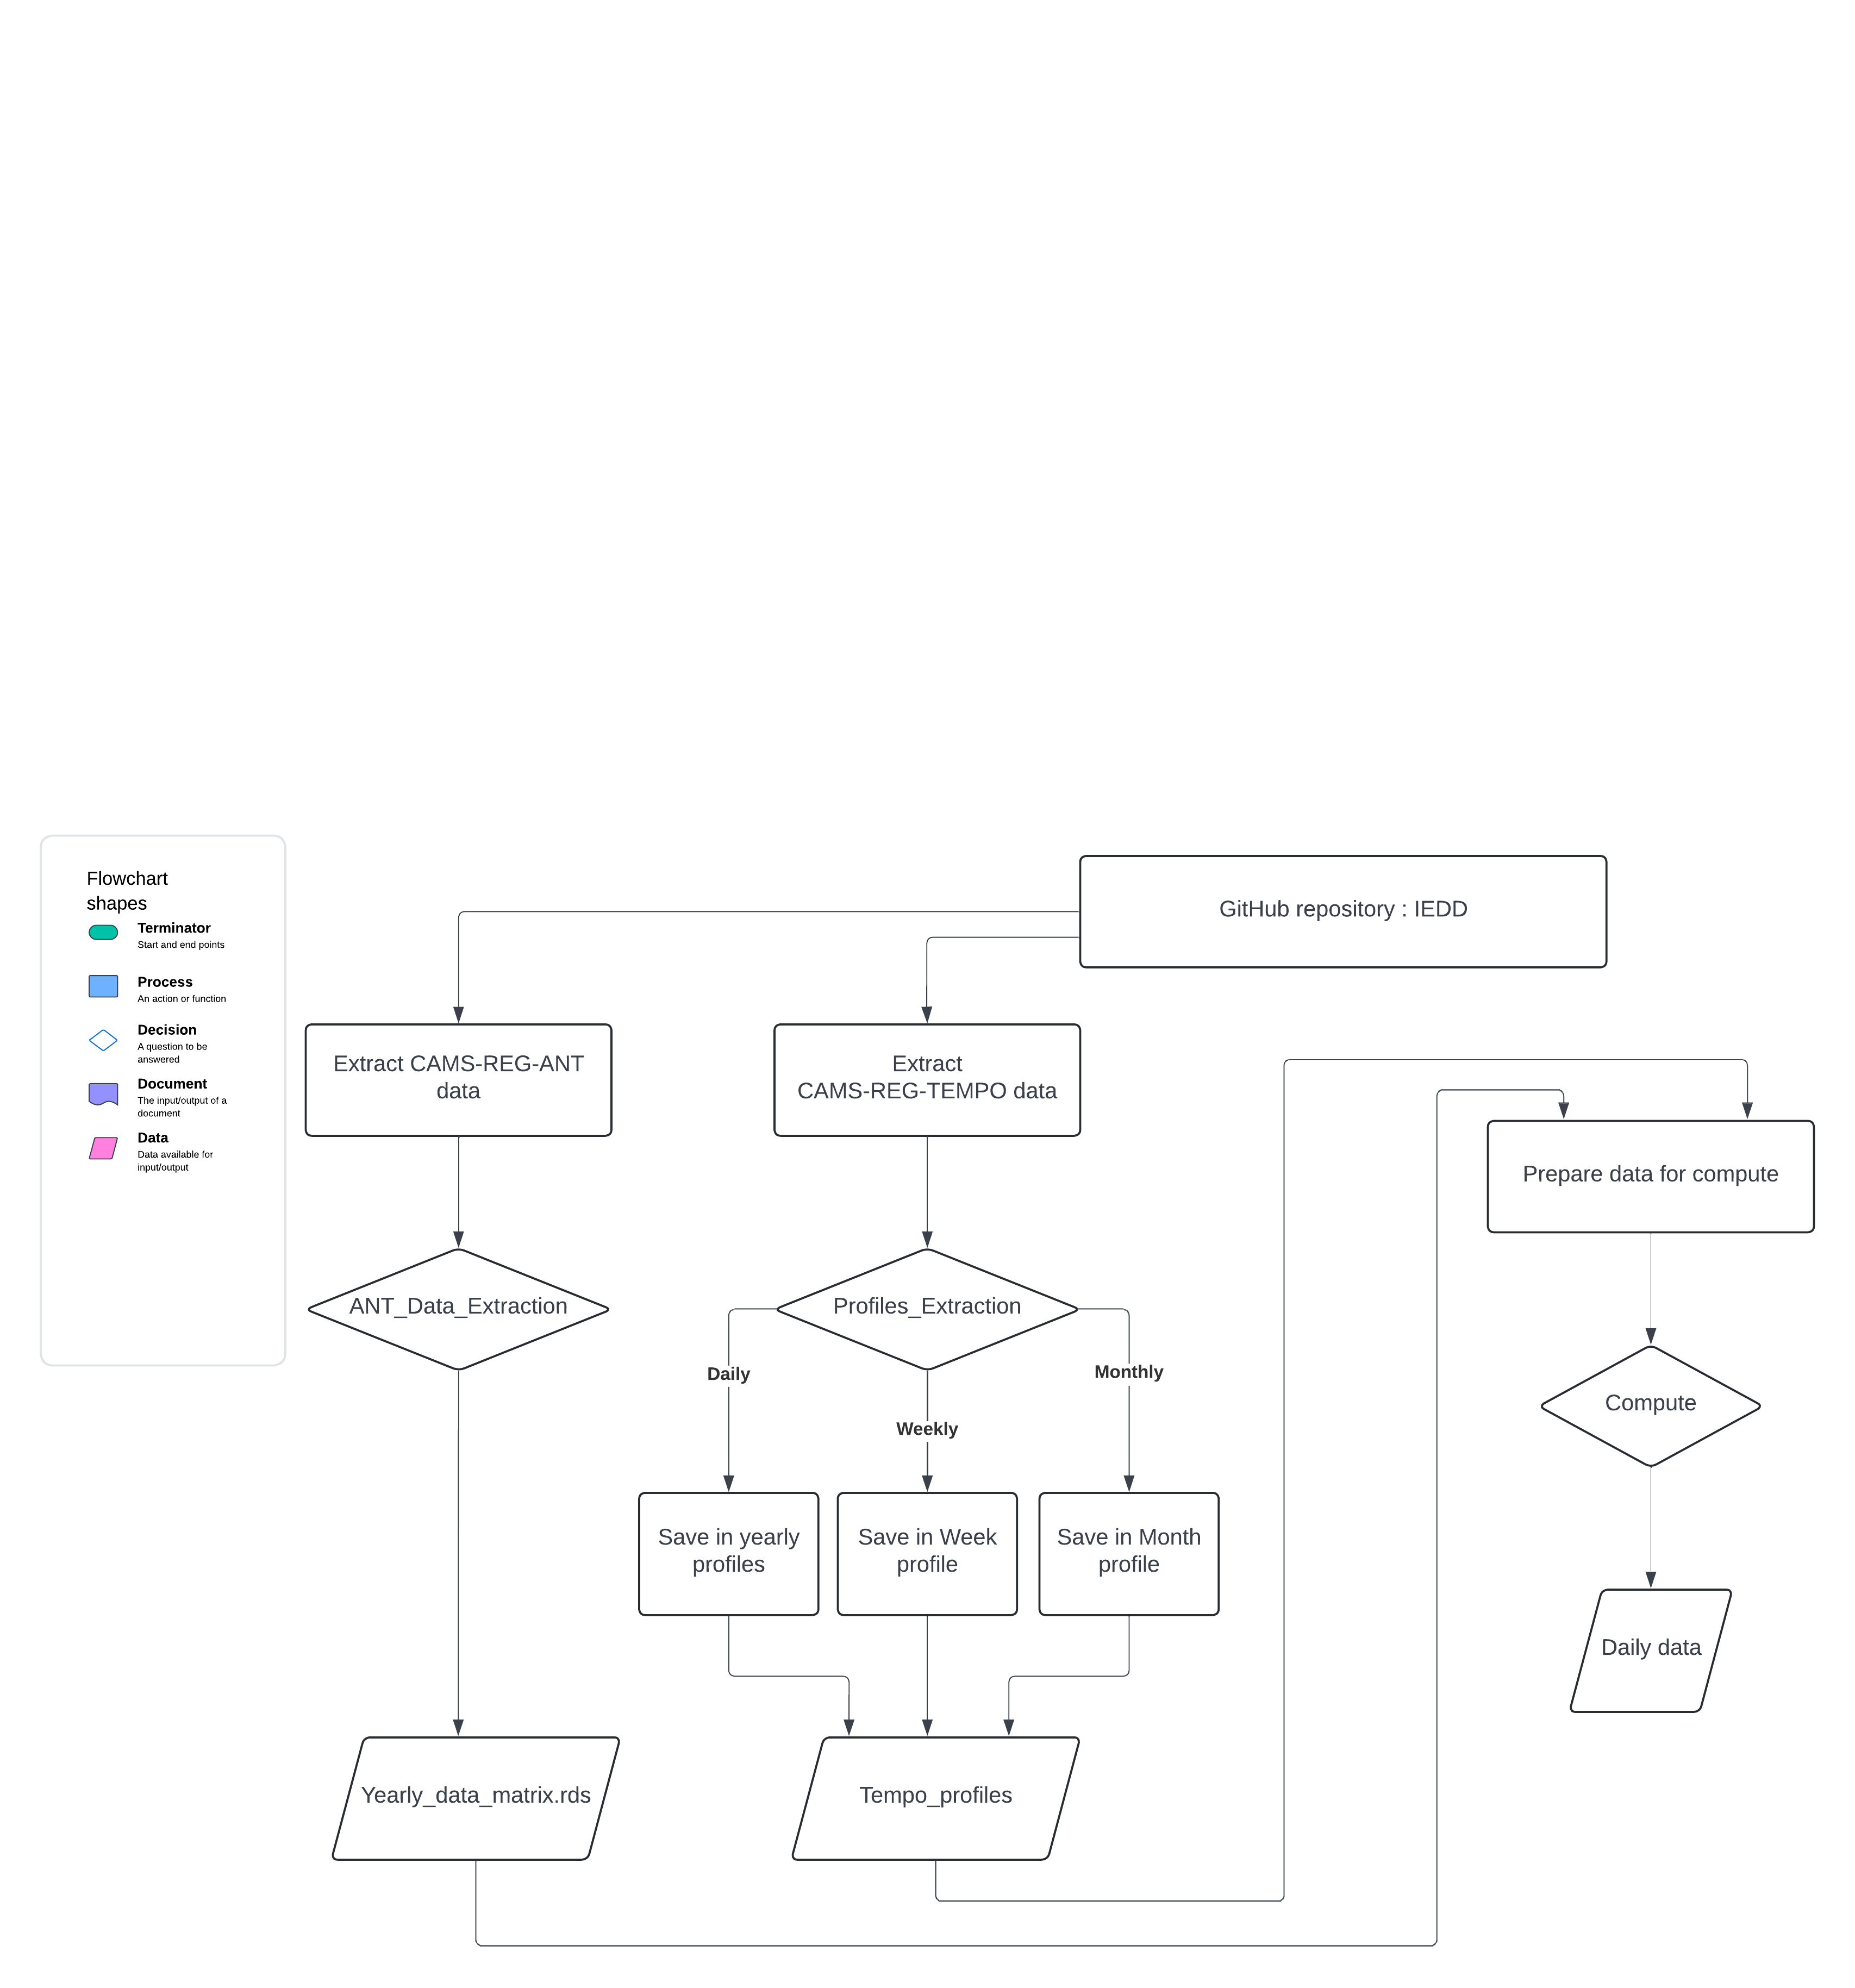 Flowchart
shapes
Terminator
Start and end points
Process
An action or function
Decision
A question to be
answered
Document
The input/output of a
document
Data
Data available for
input/output
GitHub repository : IEDD
Extract CAMS-REG-ANT
data
Extract
CAMS-REG-TEMPO data
Prepare data for compute
ANT_Data_Extraction
Profiles_Extraction
Daily
Weekly
Monthly
Compute
Save in yearly
profiles
Save in Week
profile
Save in Month
profile
Daily data
Yearly_data_matrix.rds
Tempo_profiles